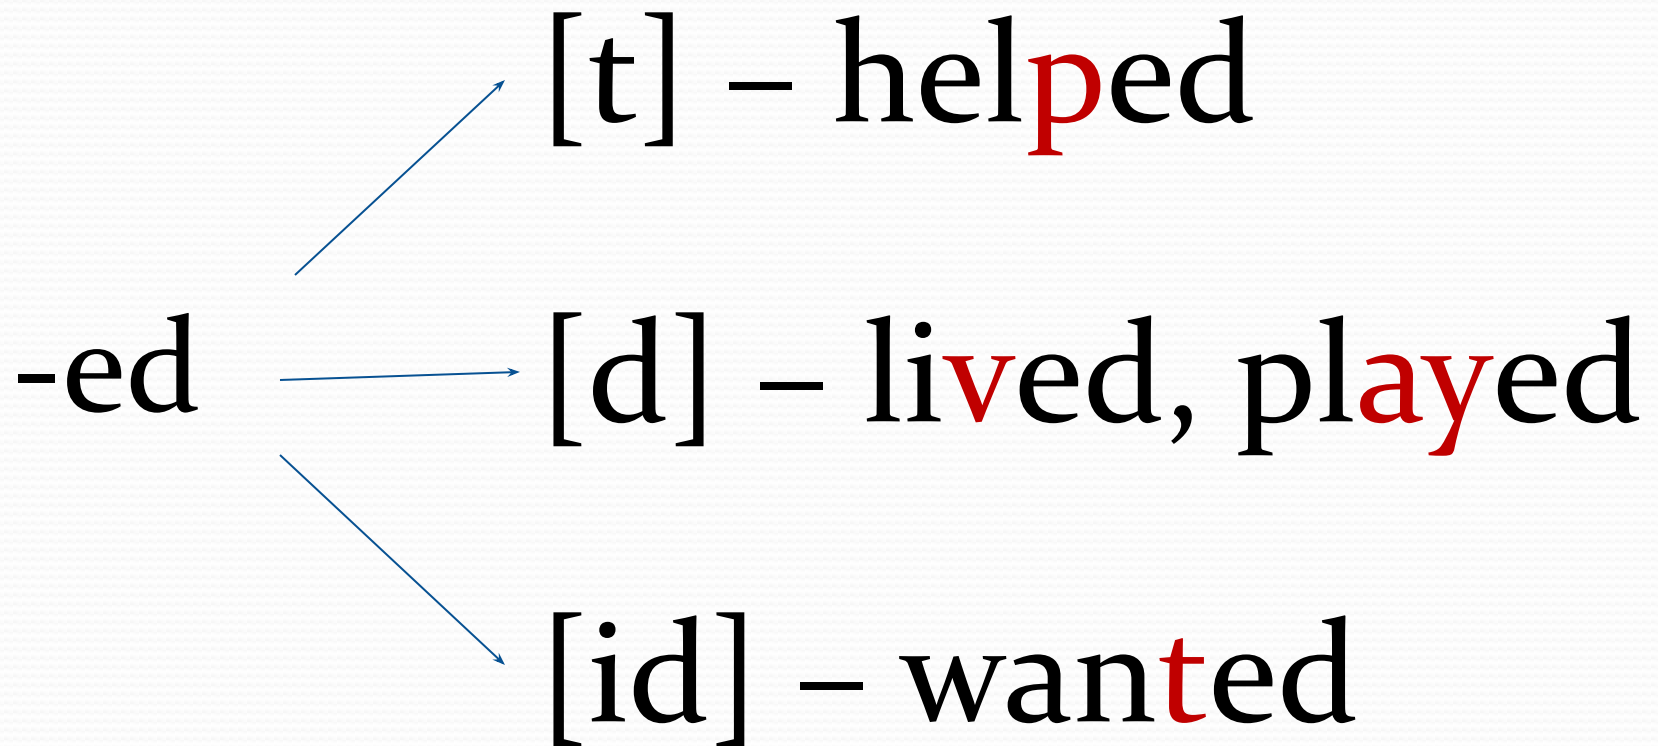 [t] – helped
-ed
[d] – lived, played
[id] – wanted